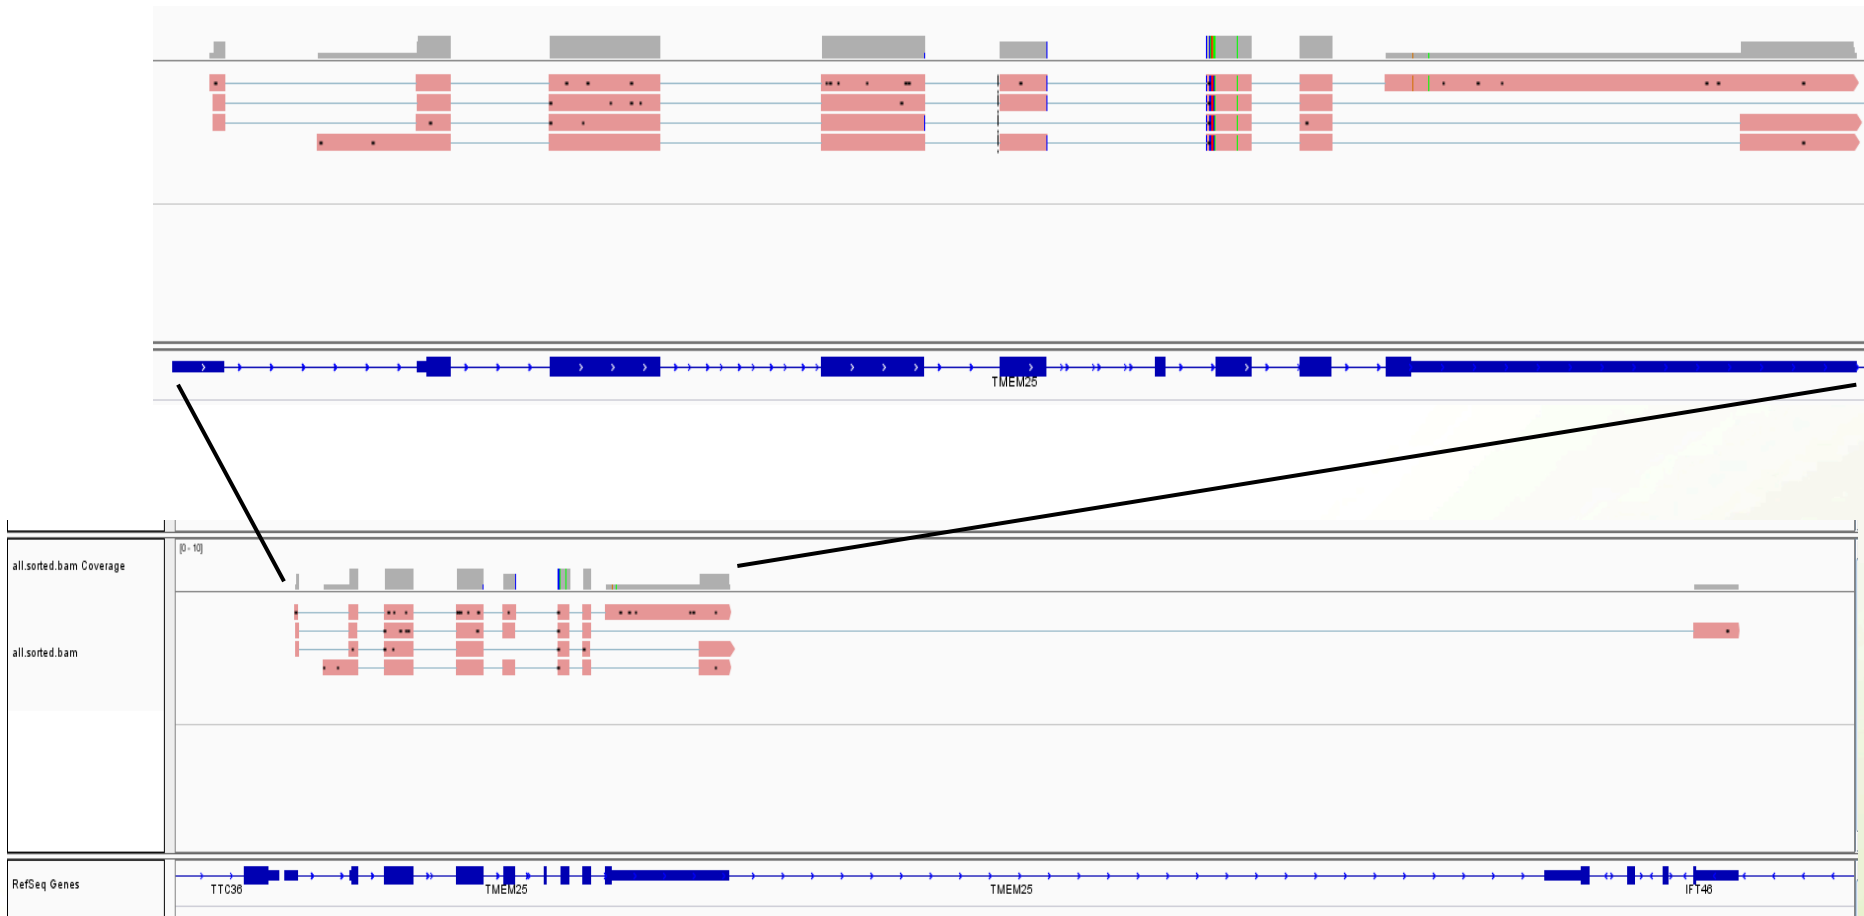 TMEM25
[0 - 10]
all.sorted.bam Coverage
all.sorted.bam
RefSeq Genes
TTC36
TMEM25
TMEM25
IFT46